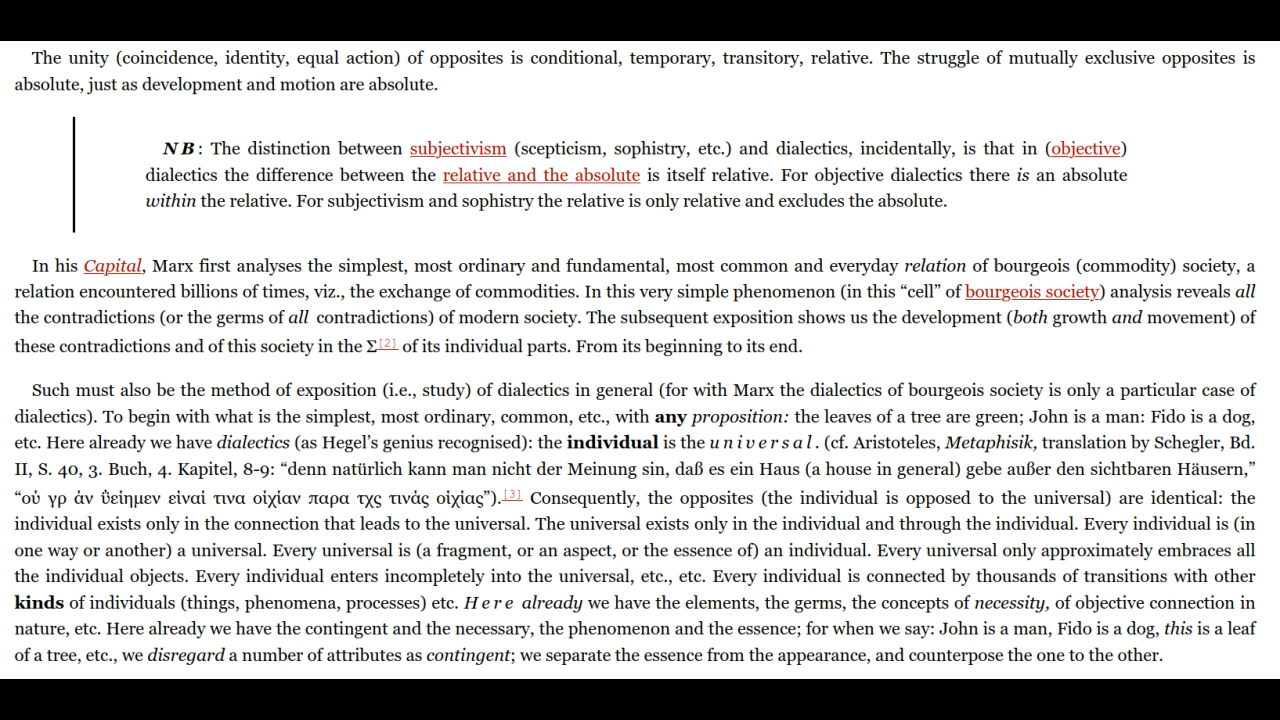 The unity (coincidence, identity, equal action) of opposites is conditional, temporary, transitory, relative. The struggle of mutually exclusive opposites is
absolute, just as development and motion are absolute.
NB: The distinction between subjectivism (scepticism, sophistry, etc.) and dialectics, incidentally, is that in (objective)
dialectics the difference between the relative and the absolute is itself relative. For objective dialectics there is an absolute
within the relative. For subjectivism and sophistry the relative is only relative and excludes the absolute.
In his Capital, Marx first analyses the simplest, most ordinary and fundamental, most common and everyday relation of bourgeois (commodity) society, a
relation encountered billions of times, viz., the exchange of commodities. In this very simple phenomenon (in this “cell” of bourgeois society) analysis reveals all
the contradictions (or the germs of all contradictions) of modern society. The subsequent exposition shows us the development (both growth and movement) of
these contradictions and of this society in the Σ[2] of its individual parts. From its beginning to its end.
Such must also be the method of exposition (i.e., study) of dialectics in general (for with Marx the dialectics of bourgeois society is only a particular case of
dialectics). To begin with what is the simplest, most ordinary, common, etc., with any proposition: the leaves of a tree are green; John is a man: Fido is a dog,
etc. Here already we have dialectics (as Hegel’s genius recognised): the individual is the universal. (cf. Aristoteles, Metaphisik, translation by Schegler, Bd.
II, S. 40, 3. Buch, 4. Kapitel, 8-9: “denn natürlich kann man nicht der Meinung sin, daß es ein Haus (a house in general) gebe außer den sichtbaren Häusern,”
“οὐ γρ ἀν ὔείημεν εἰναί τινα οἰχίαν παρα τχς τινάς οἰχίας”).[3] Consequently, the opposites (the individual is opposed to the universal) are identical: the
individual exists only in the connection that leads to the universal. The universal exists only in the individual and through the individual. Every individual is (in
one way or another) a universal. Every universal is (a fragment, or an aspect, or the essence of) an individual. Every universal only approximately embraces all
the individual objects. Every individual enters incompletely into the universal, etc., etc. Every individual is connected by thousands of transitions with other
kinds of individuals (things, phenomena, processes) etc. Here already we have the elements, the germs, the concepts of necessity, of objective connection in
nature, etc. Here already we have the contingent and the necessary, the phenomenon and the essence; for when we say: John is a man, Fido is a dog, this is a leaf
of a tree, etc., we disregard a number of attributes as contingent; we separate the essence from the appearance, and counterpose the one to the other.